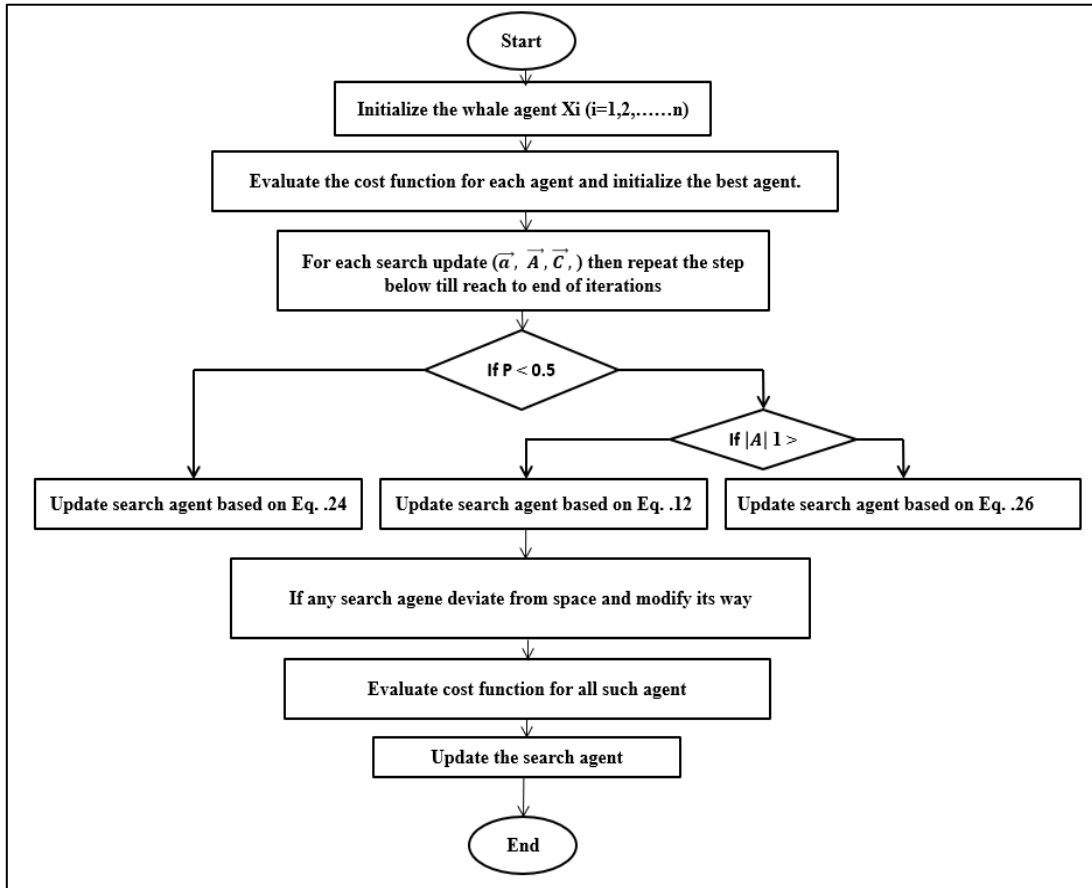 Start
Initialize the whale agent Xi (i=1,2,……n)
Evaluate the cost function for each agent and initialize the best agent.
For each search update (a⃗, A⃗, C⃗,) then repeat the step
below till reach to end of iterations
If P < 0.5
If |A| 1 >
Update search agent based on Eq. .24
Update search agent based on Eq. .12
Update search agent based on Eq. .26
If any search agene deviate from space and modify its way
Evaluate cost function for all such agent
Update the search agent
End